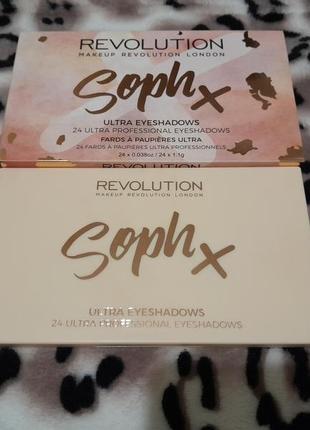 REVOLUTION
MAKEUP REVOLUTION LONDON
Soph x
ULTRA EYESHADOWS
24 ULTRA PROFESSIONAL EYESHADOWS
FARDS À PAUPIÈRES ULTRA
24 FARDS À PAUPIÈRES ULTRA PROFESSIONNELS
24 x 0.038oz / 24 x 1.1g
REVOLUTION
REVOLUTION
MAKEUP REVOLUTION LONDON
Soph x
ULTRA EYESHADOWS
24 ULTRA PROFESSIONAL EYESHADOWS